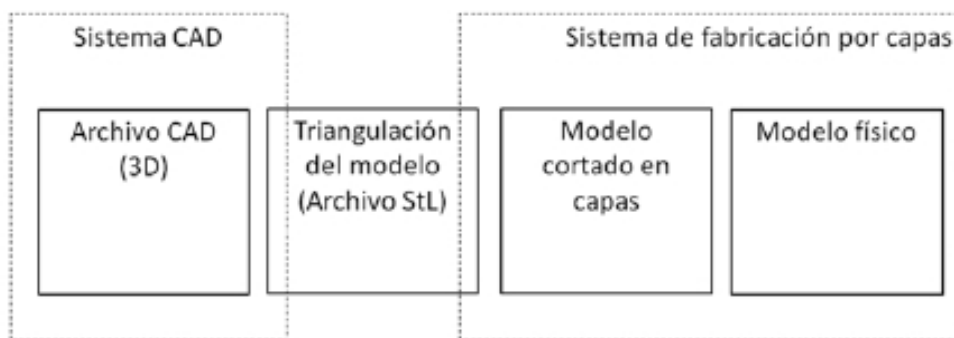 Sistema CAD
Sistema de fabricación por capas
Archivo CAD
(3D)
Triangulación
del modelo
(Archivo StL)
Modelo
cortado en
capas
Modelo físico